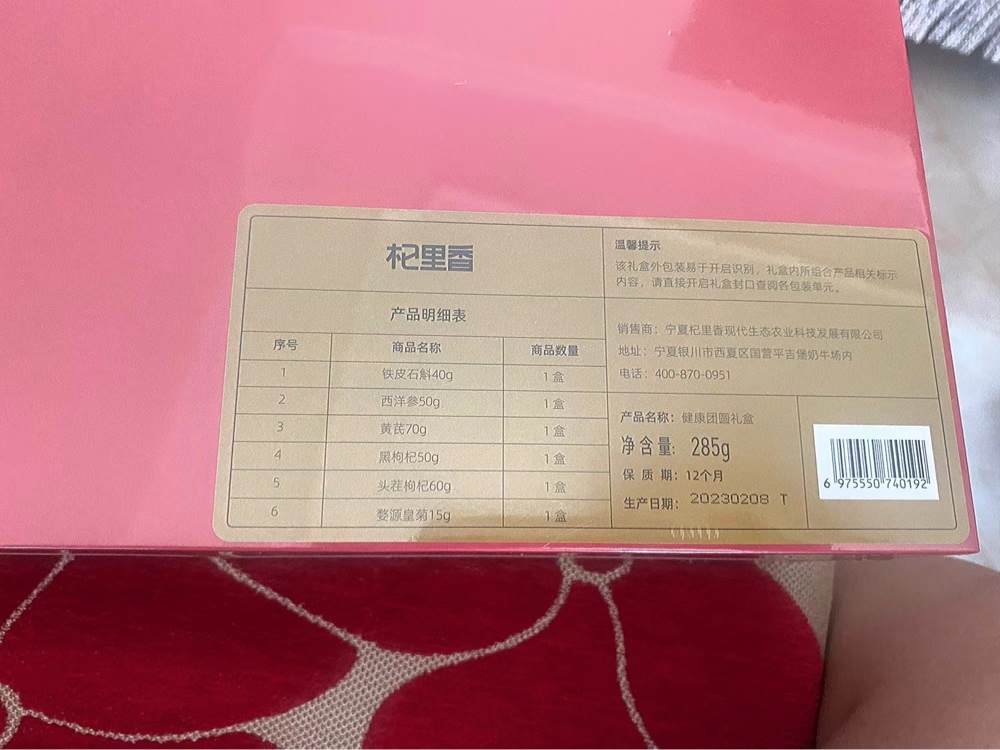 杞里香
产品明细表
序号 商品名称 商品数量
1 铁皮石斛40g 1盒
2 西洋参50g 1盒
3 黄芪70g 1盒
4 黑枸杞50g 1盒
5 头茬枸杞60g 1盒
6 婺源皇菊15g 1盒
温馨提示
该礼盒外包装易于开启识别，礼盒内所组合产品相关标示
内容，请直接开启礼盒封口查阅各包装单元。
销售商：宁夏杞里香现代生态农业科技发展有限公司
地址：宁夏银川市西夏区国营平吉堡奶牛场内
电话：400-870-0951
产品名称：健康团圆礼盒
净含量：285g
保 质 期：12个月
生产日期：20230208 T
6 975550 740192